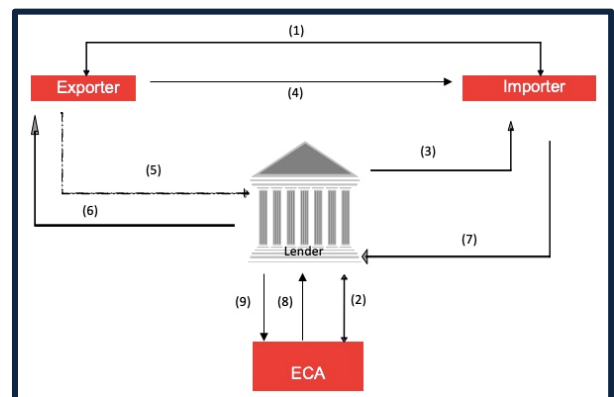 (1)
Exporter
Importer
(4)
(3)
(5)
(6)
(7)
Lender
(9)
(8)
(2)
ECA